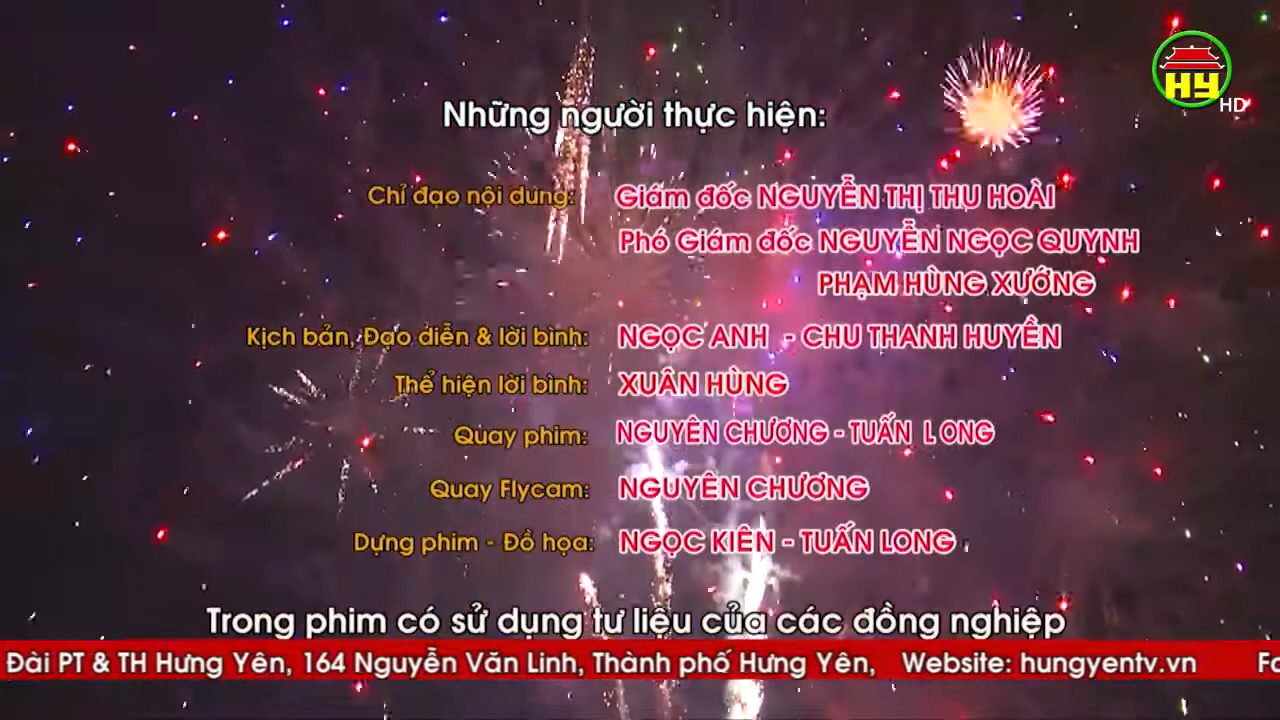 HY
HD
Những người thực hiện:
Chỉ đạo nội dung: Giám đốc NGUYỄN THỊ THU HOÀI
Phó Giám đốc NGUYỄN NGỌC QUYNH
PHẠM HÙNG XƯỚNG
Kịch bản, Đạo diễn & lời bình: NGỌC ANH - CHU THANH HUYỀN
Thể hiện lời bình: XUÂN HÙNG
Quay phim: NGUYÊN CHƯƠNG - TUẤN L ONG
Quay Flycam: NGUYÊN CHƯƠNG
Dựng phim - Đồ họa: NGỌC KIÊN - TUẤN LONG
Trong phim có sử dụng tư liệu của các đồng nghiệp
Đài PT & TH Hưng Yên, 164 Nguyễn Văn Linh, Thành phố Hưng Yên, Website: hungyentv.vn